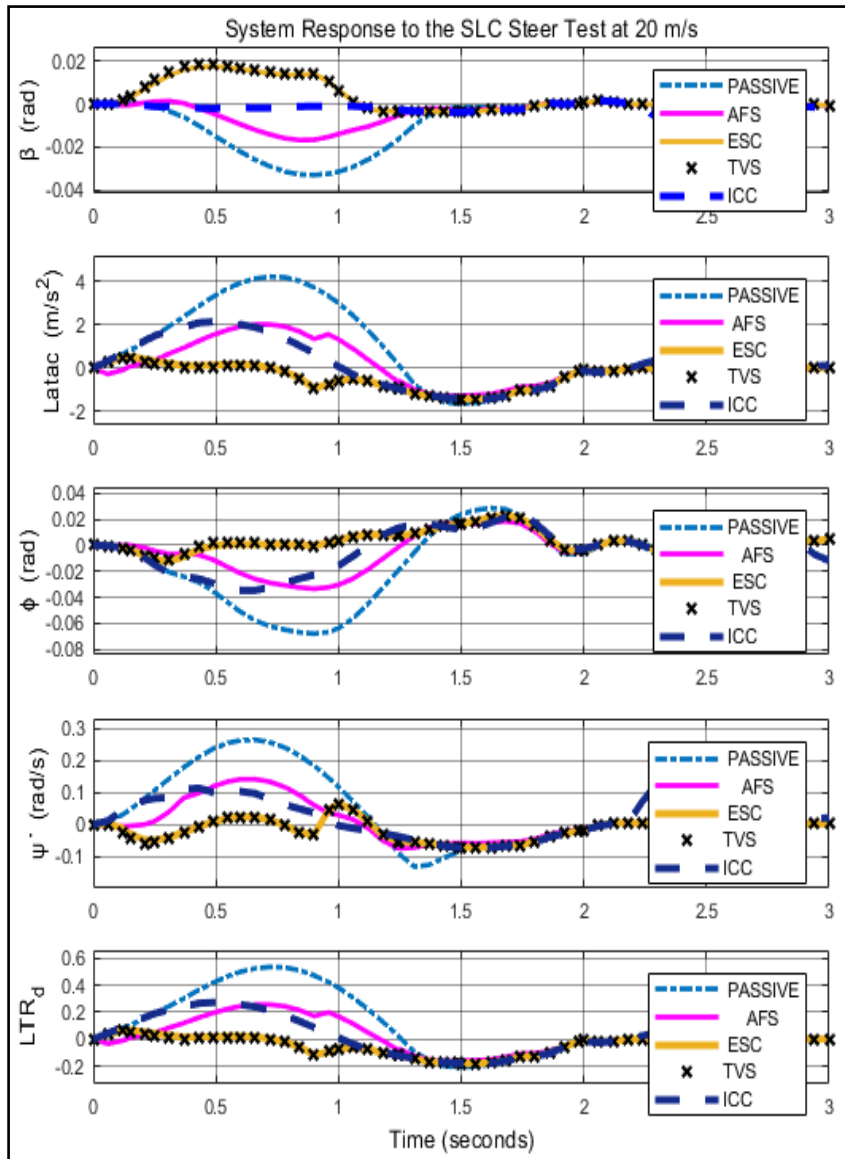 System Response to the SLC Steer Test at 20 m/s
β (rad)
0.02
0
-0.02
-0.04
PASSIVE
AFS
ESC
TVS
ICC
0 0.5 1 1.5 2 2.5 3
Latac (m/s²)
4
2
0
-2
PASSIVE
AFS
ESC
TVS
ICC
0 0.5 1 1.5 2 2.5 3
ϕ (rad)
0.04
0.02
0
-0.02
-0.04
-0.06
-0.08
PASSIVE
AFS
ESC
TVS
ICC
0 0.5 1 1.5 2 2.5 3
ψ˙ (rad/s)
0.3
0.2
0.1
0
-0.1
PASSIVE
AFS
ESC
TVS
ICC
0 0.5 1 1.5 2 2.5 3
LTR_d
0.6
0.4
0.2
0
-0.2
PASSIVE
AFS
ESC
TVS
ICC
0 0.5 1 1.5 2 2.5 3
Time (seconds)